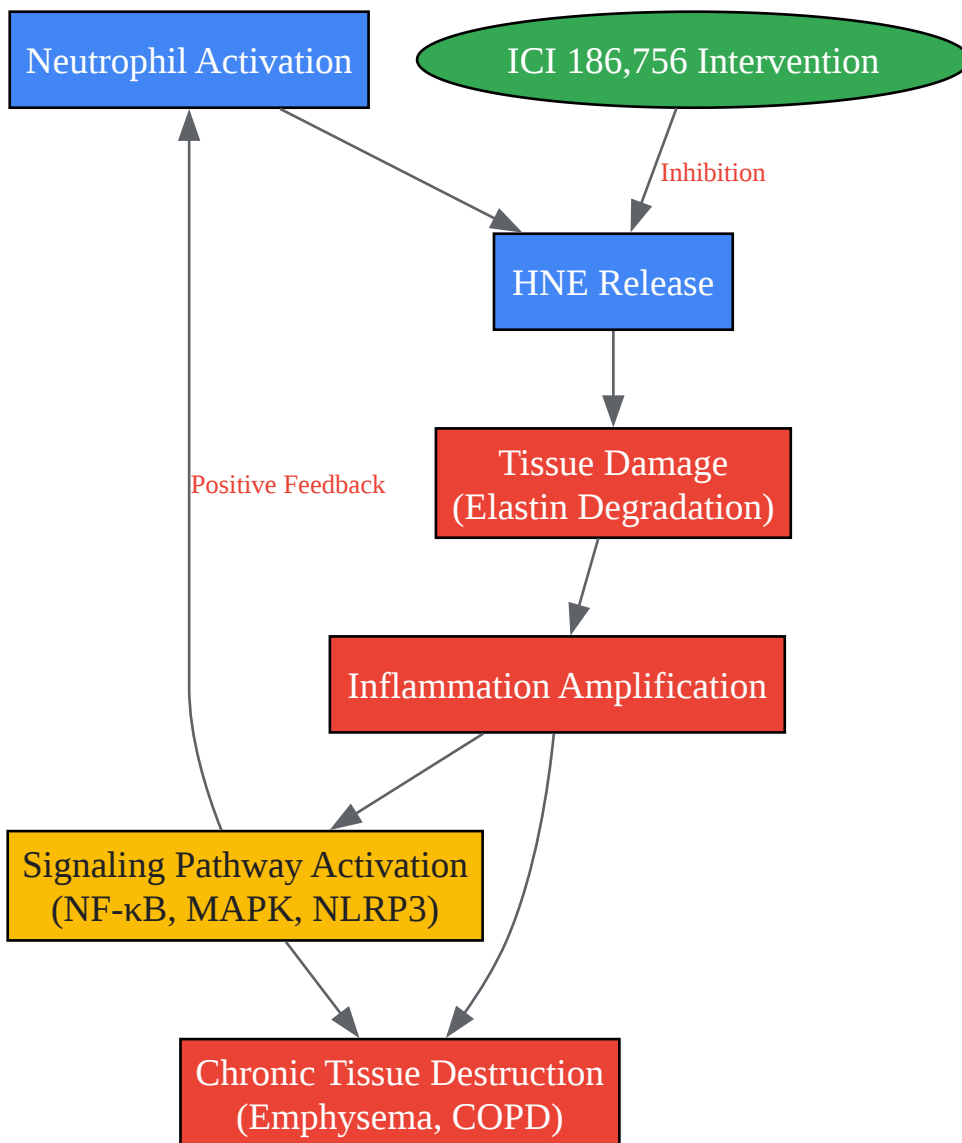 Neutrophil Activation
ICI 186,756 Intervention
Inhibition
HNE Release
Tissue Damage
(Elastin Degradation)
Positive Feedback
Inflammation Amplification
Signaling Pathway Activation
(NF-κB, MAPK, NLRP3)
Chronic Tissue Destruction
(Emphysema, COPD)